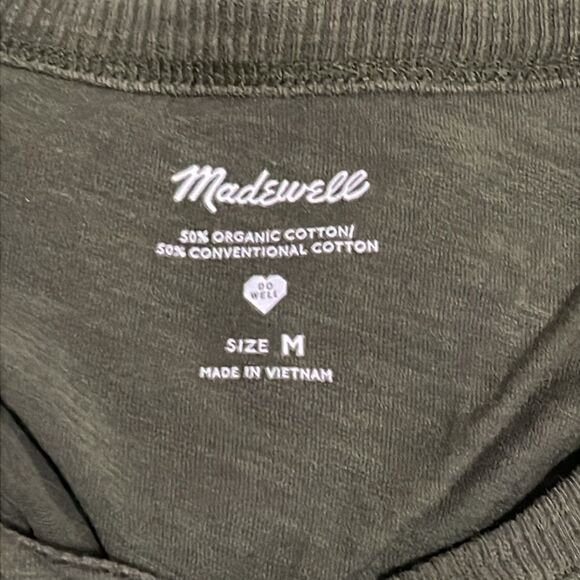 Madewell
50% ORGANIC COTTON/
50% CONVENTIONAL COTTON
DO
WELL
SIZE M
MADE IN VIETNAM